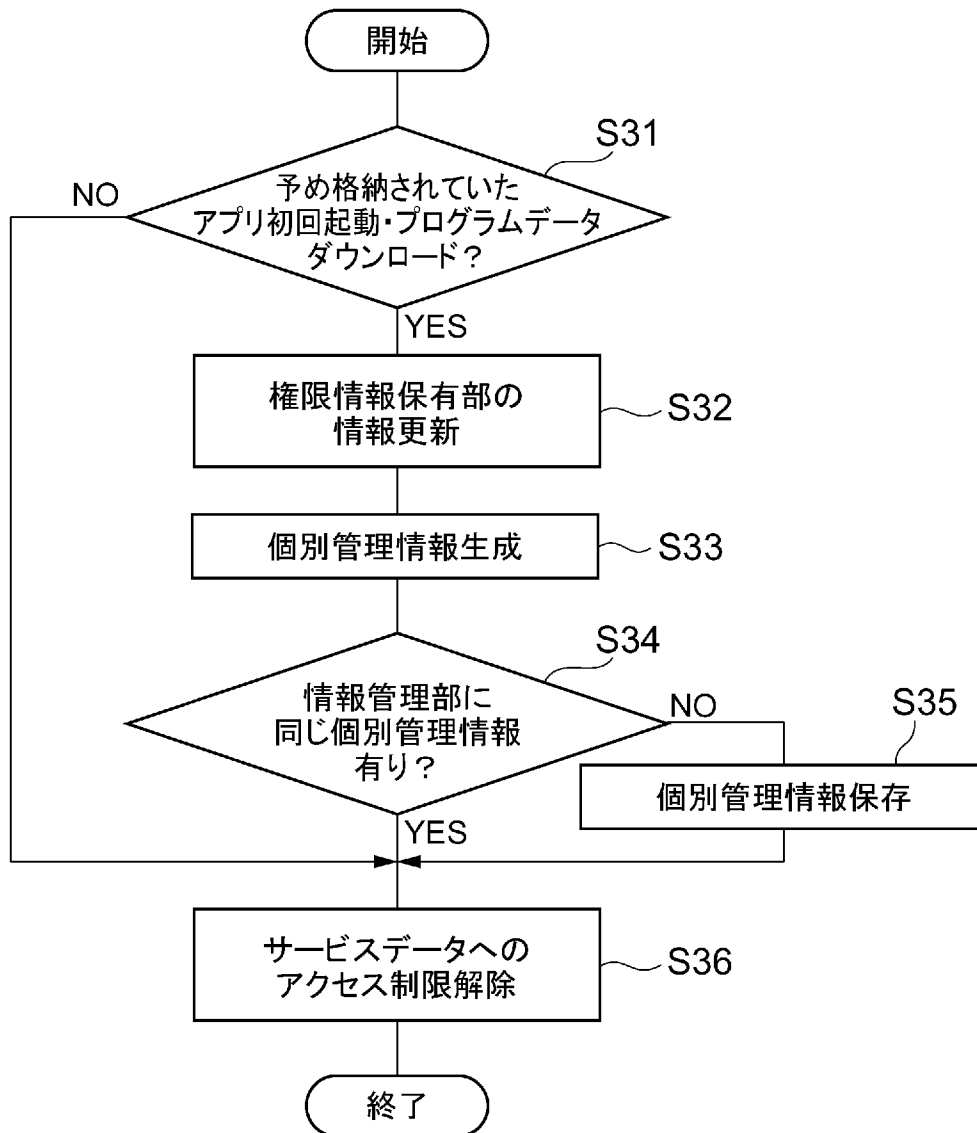 開始
S31
NO
予め格納されていた
アプリ初回起動・プログラムデータ
ダウンロード？
YES
権限情報保有部の
情報更新
S32
個別管理情報生成
S33
S34
情報管理部に
同じ個別管理情報
有り？
NO
S35
個別管理情報保存
YES
サービスデータへの
アクセス制限解除
S36
終了